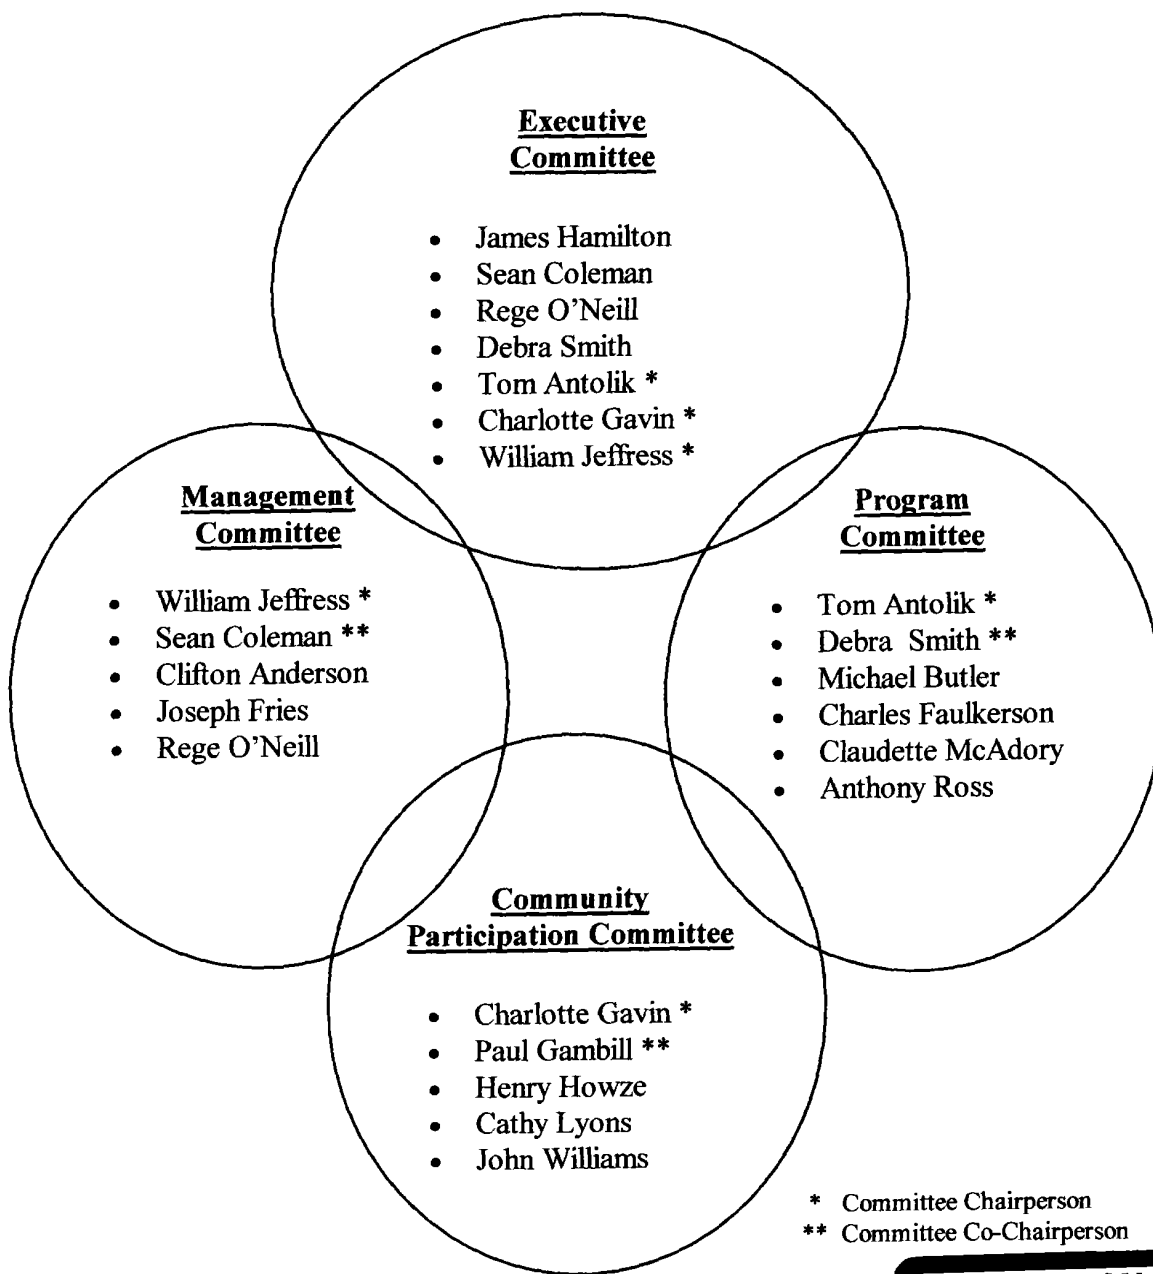 Executive
Committee
• James Hamilton
• Sean Coleman
• Rege O'Neill
• Debra Smith
• Tom Antolik *
• Charlotte Gavin *
• William Jeffress *
Management
Committee
• William Jeffress *
• Sean Coleman **
• Clifton Anderson
• Joseph Fries
• Rege O'Neill
Program
Committee
• Tom Antolik *
• Debra Smith **
• Michael Butler
• Charles Faulkerson
• Claudette McAdory
• Anthony Ross
Community
Participation Committee
• Charlotte Gavin *
• Paul Gambill **
• Henry Howze
• Cathy Lyons
• John Williams
* Committee Chairperson
** Committee Co-Chairperson